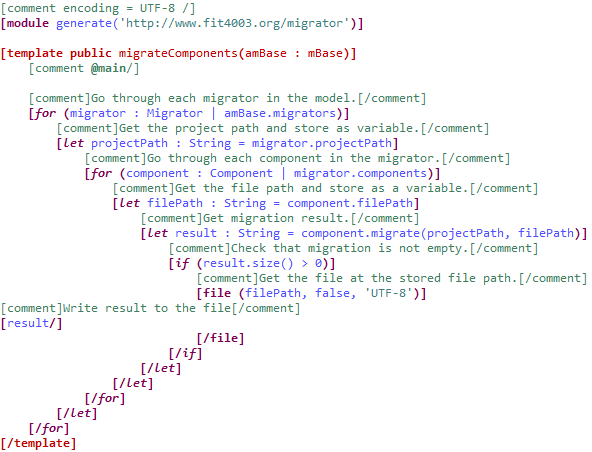 [comment encoding = UTF-8 /]
[module generate('http://www.fit4003.org/migrator')]

[template public migrateComponents(amBase : mBase)]
    [comment @main/]

    [comment]Go through each migrator in the model.[/comment]
    [for (migrator : Migrator | amBase.migrators)]
        [comment]Get the project path and store as variable.[/comment]
        [let projectPath : String = migrator.projectPath]
            [comment]Go through each component in the migrator.[/comment]
            [for (component : Component | migrator.components)]
                [comment]Get the file path and store as a variable.[/comment]
                [let filePath : String = component.filePath]
                    [comment]Get migration result.[/comment]
                    [let result : String = component.migrate(projectPath, filePath)]
                        [comment]Check that migration is not empty.[/comment]
                        [if (result.size() > 0)]
                            [comment]Get the file at the stored file path.[/comment]
                            [file (filePath, false, 'UTF-8')]
[comment]Write result to the file[/comment]
[result/]
                            [/file]
                        [/if]
                    [/let]
                [/let]
            [/for]
        [/let]
    [/for]
[/template]